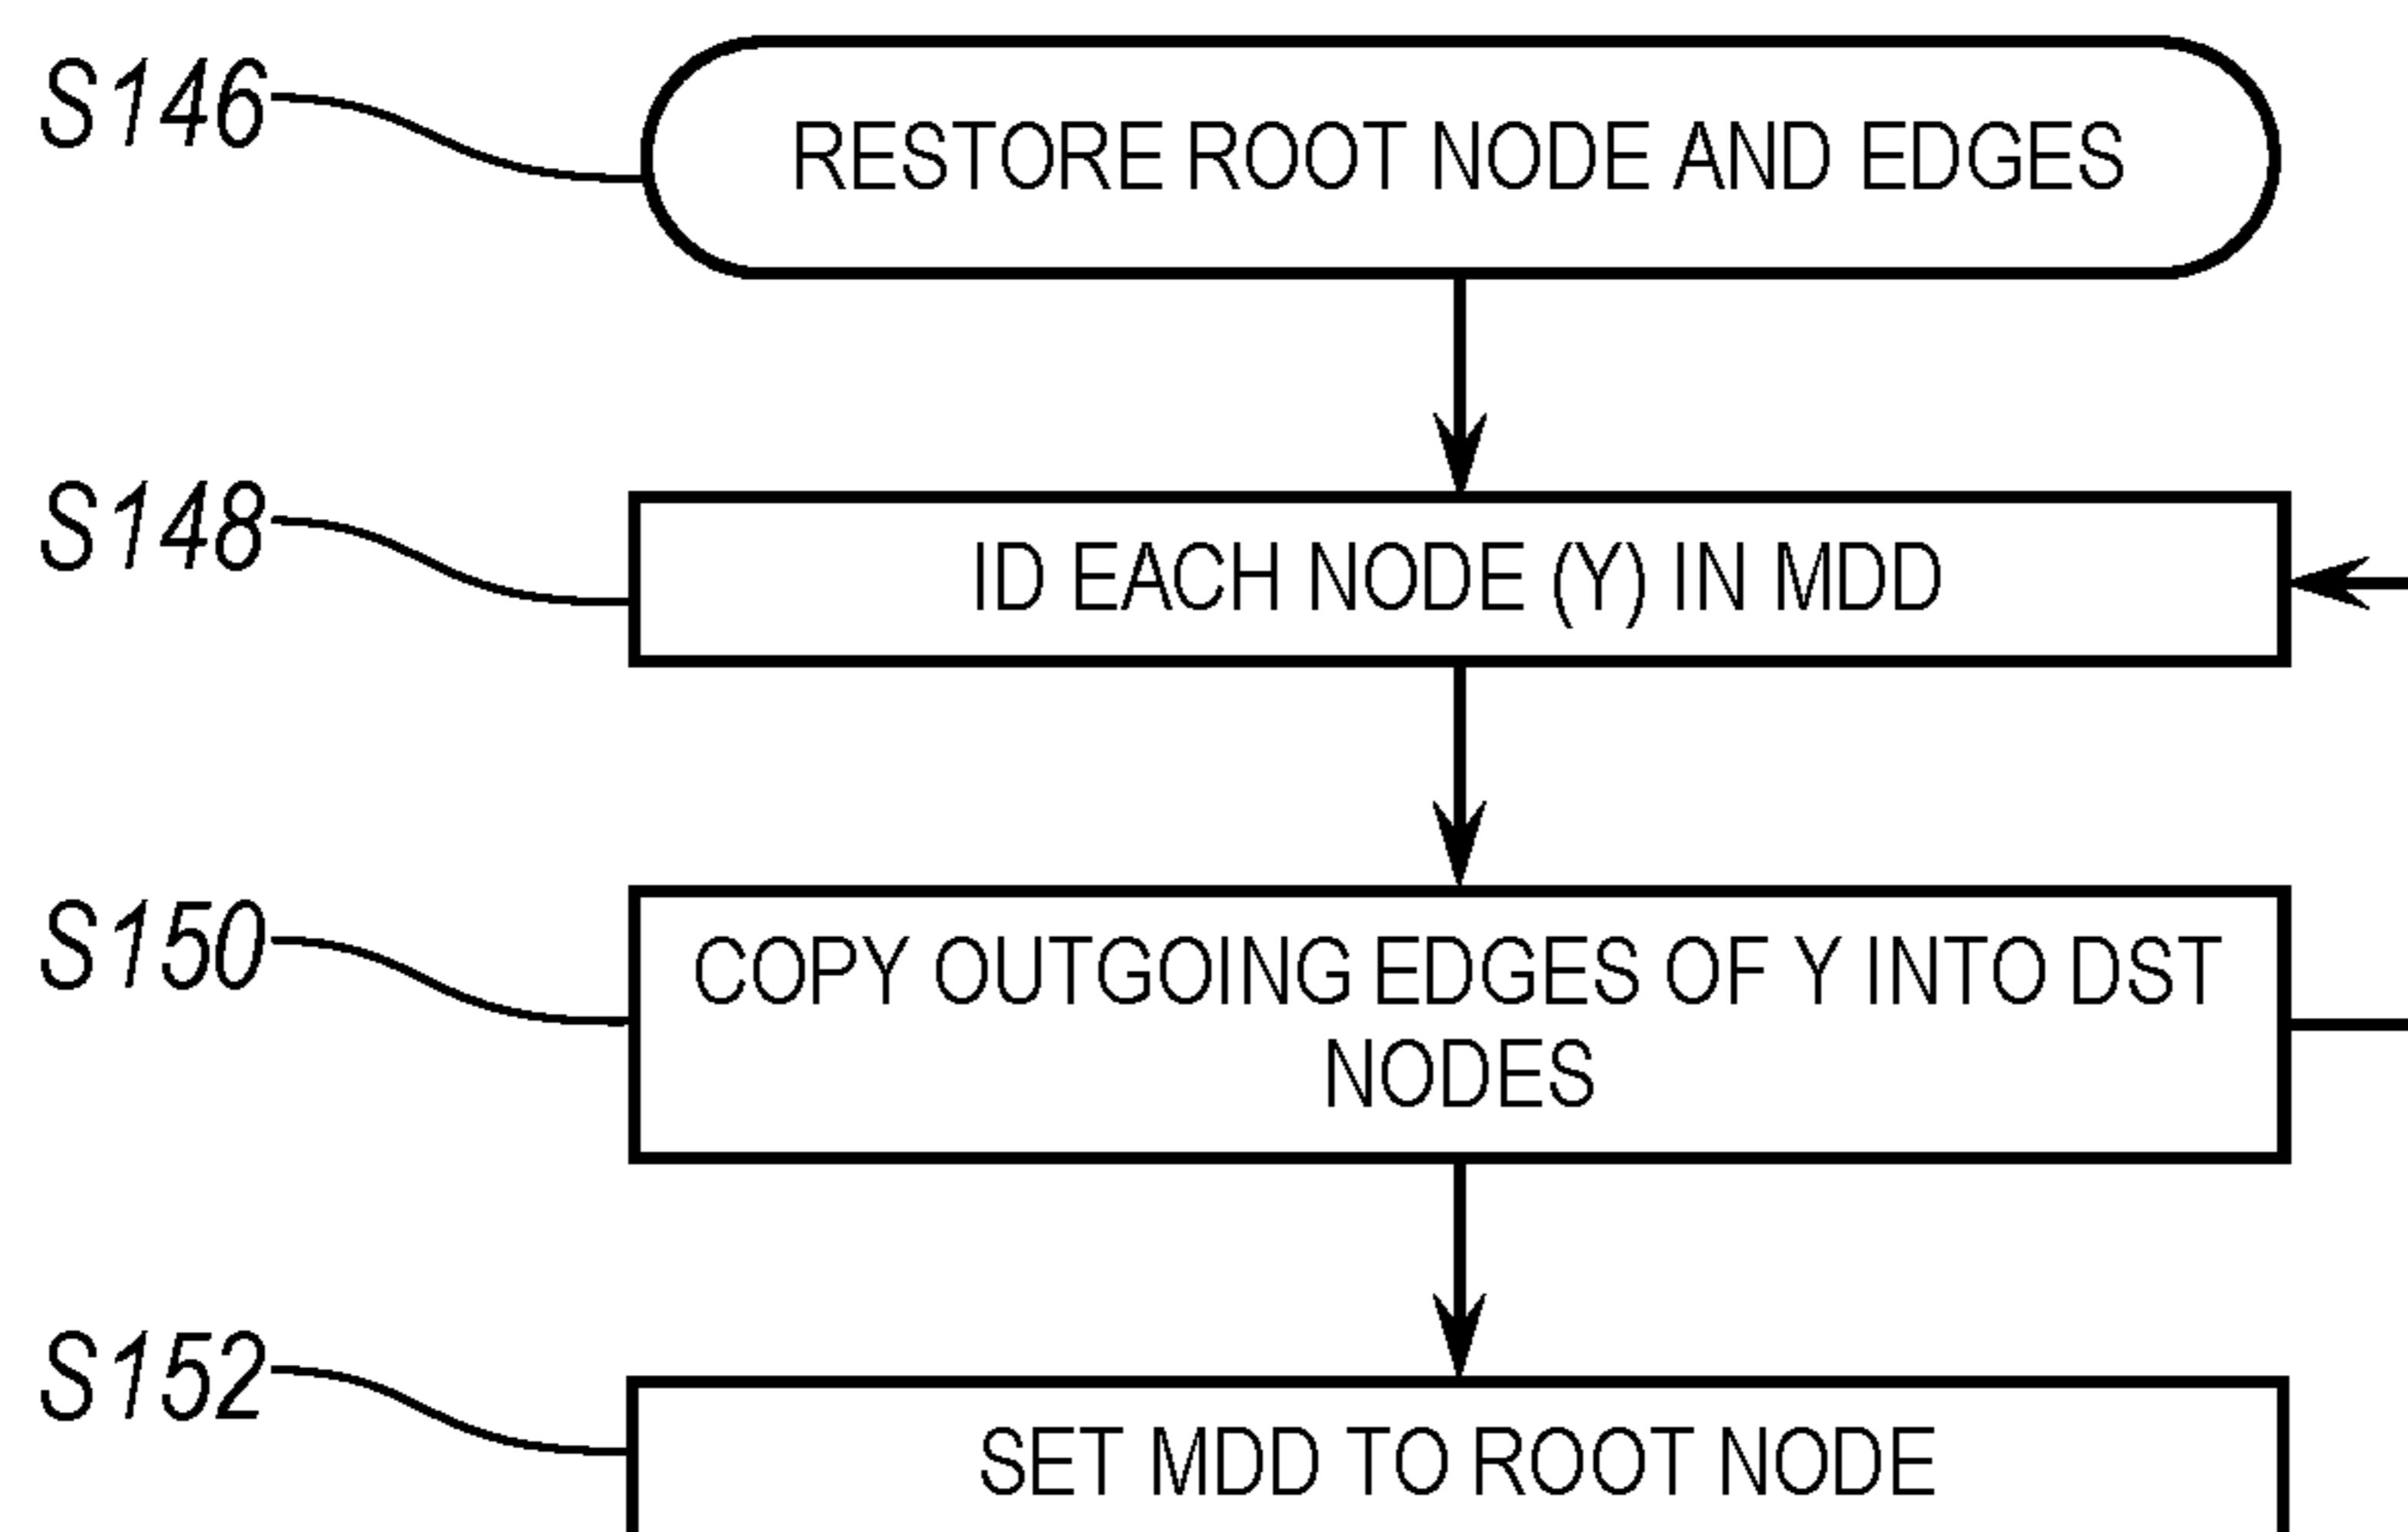 S146
RESTORE ROOT NODE AND EDGES
S148
ID EACH NODE (Y) IN MDD
S150
COPY OUTGOING EDGES OF Y INTO DST
NODES
S152
SET MDD TO ROOT NODE